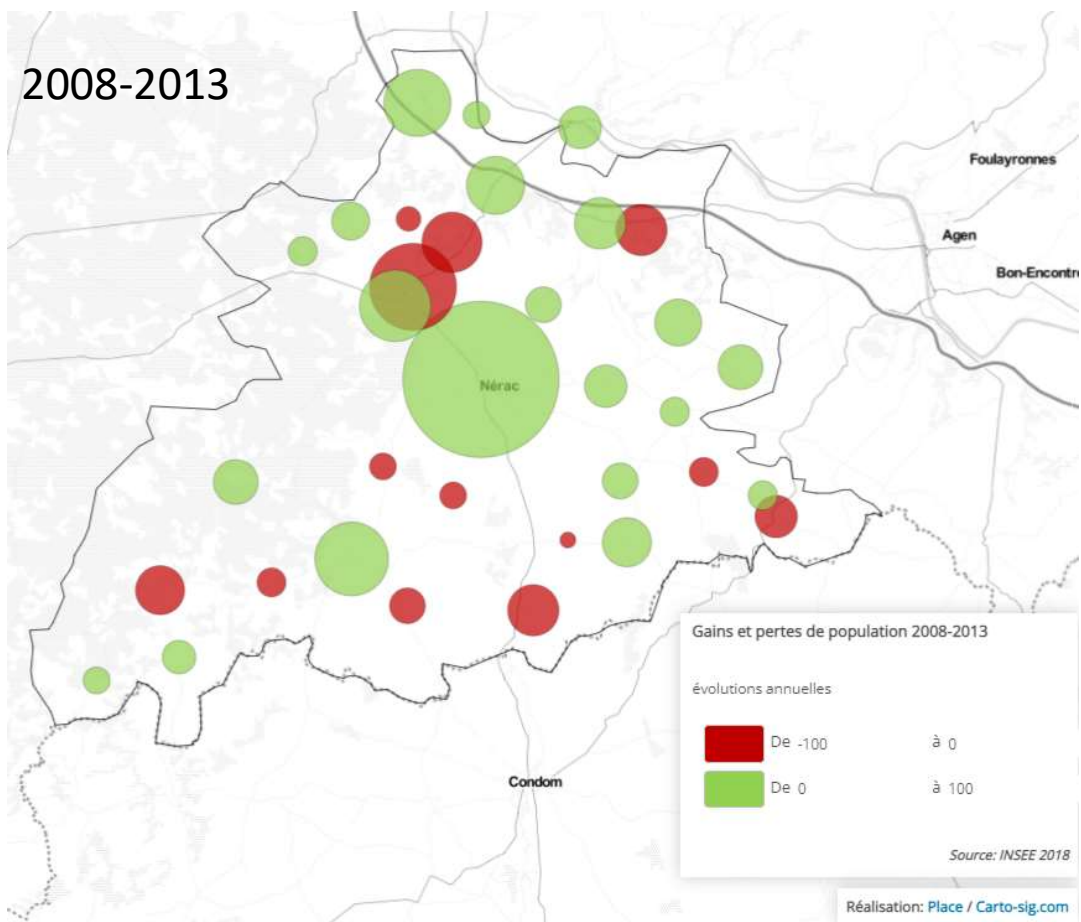 2008-2013
Foulayronnes
Agen
Bon-Encontre
Nérac
Gains et pertes de population 2008-2013
évolutions annuelles
De -100 à 0
De 0 à 100
Condom
Source: INSEE 2018
Réalisation: Place / Carto-sig.com